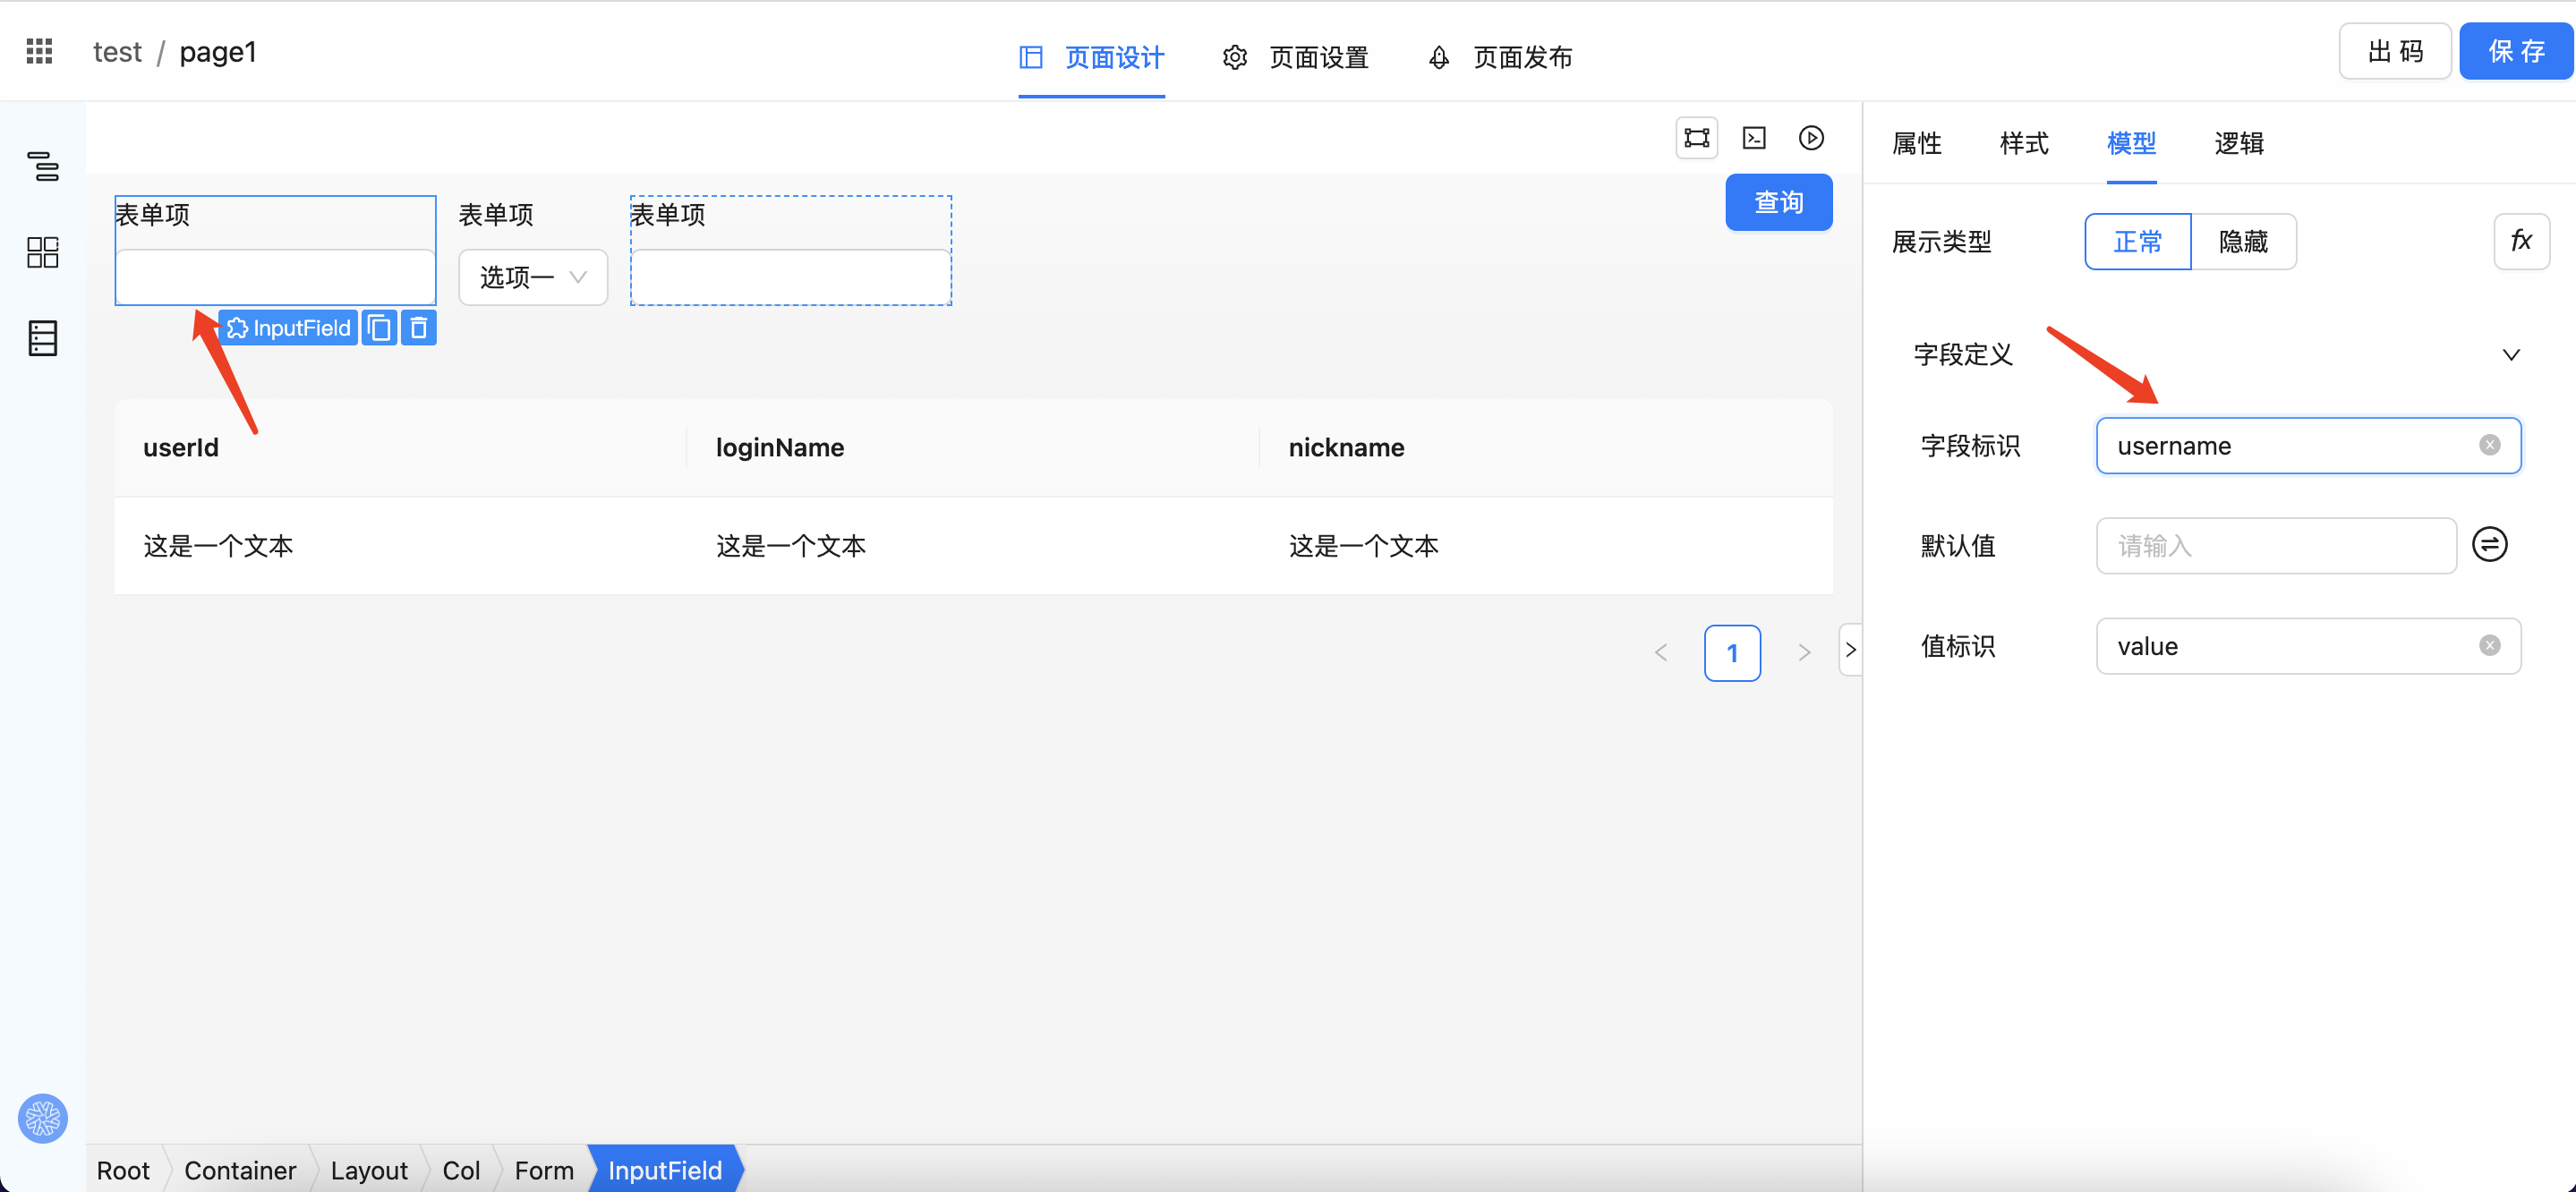 test / page1
页面设计
页面设置
页面发布
出 码
保 存
属性
样式
模型
逻辑
表单项
表单项
选项一
表单项
查询
InputField
展示类型
正常
隐藏
fx
字段定义
字段标识
username
默认值
请输入
值标识
value
userId
loginName
nickname
这是一个文本
这是一个文本
这是一个文本
1
Root
Container
Layout
Col
Form
InputField